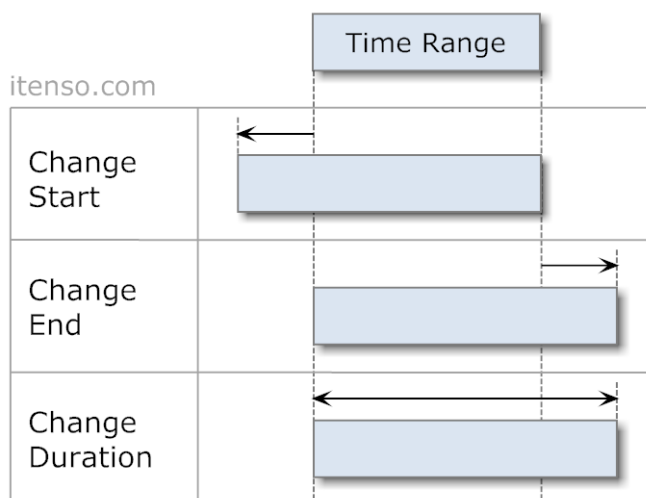 Time Range
itenso.com
Change
Start
Change
End
Change
Duration